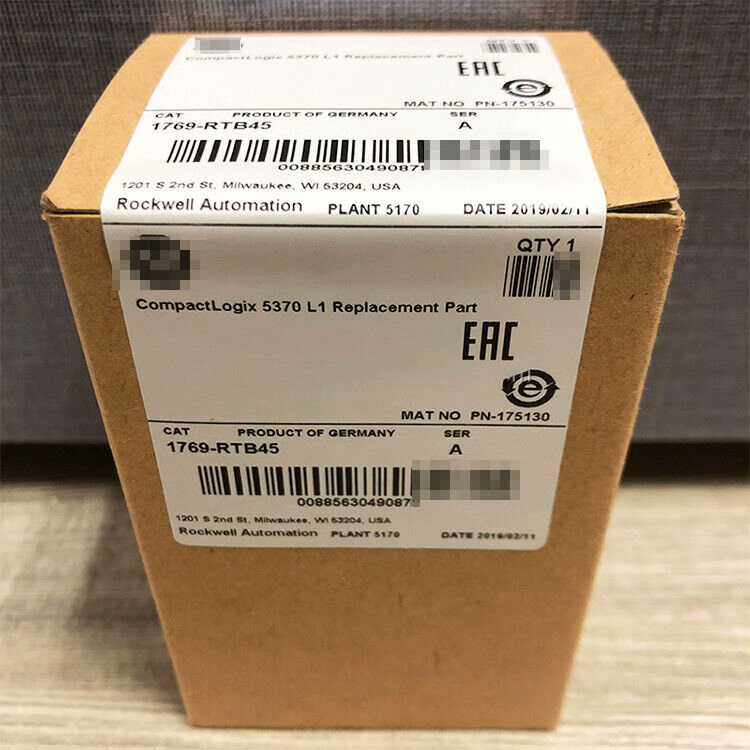 CompactLogix 5370 L1 Replacement Part
EAC
MAT NO PN-175130
CAT PRODUCT OF GERMANY SER
1769-RTB45 A
0088563049087
1201 S 2nd St, Milwaukee, WI 53204, USA
Rockwell Automation PLANT 5170 DATE 2019/02/11
QTY 1
CompactLogix 5370 L1 Replacement Part
EAC
e
MAT NO PN-175130
CAT PRODUCT OF GERMANY SER
1769-RTB45 A
0088563049087
1201 S 2nd St, Milwaukee, WI 53204, USA
Rockwell Automation PLANT 5170 DATE 2019/02/11